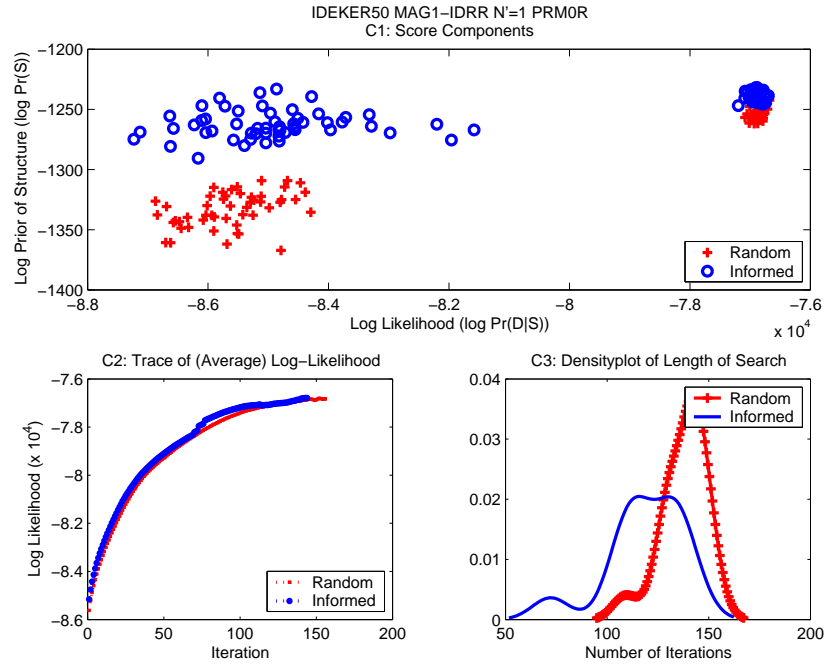 IDEKER50 MAG1−IDRR N'=1 PRM0R
C1: Score Components
−1200
−1250
−1300
−1350
−1400
Log Prior of Structure (log Pr(S))
Random
Informed
−8.8 −8.6 −8.4 −8.2 −8 −7.8 −7.6
Log Likelihood (log Pr(D|S))
x 10^4
C2: Trace of (Average) Log−Likelihood
−7.6
−7.8
−8
−8.2
−8.4
−8.6
Log Likelihood (x 10^4)
Random
Informed
0 50 100 150 200
Iteration
C3: Densityplot of Length of Search
0.04
0.03
0.02
0.01
0
Random
Informed
50 100 150 200
Number of Iterations